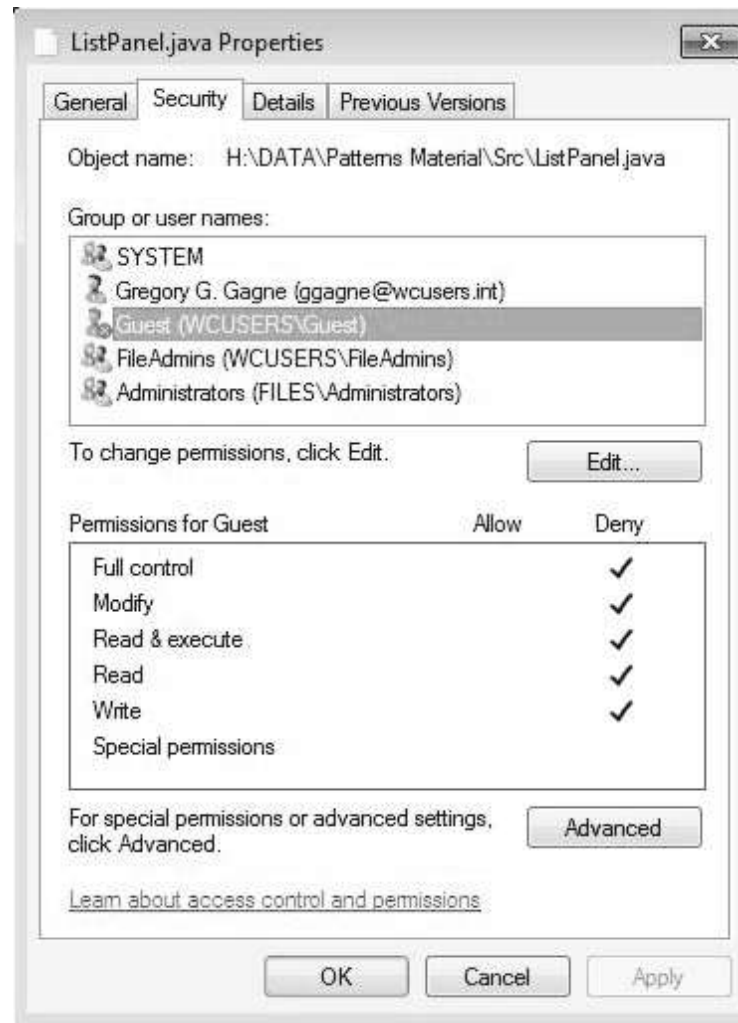 ListPanel.java Properties
General Security Details Previous Versions
Object name: H:\DATA\Patterns Material\Src\ListPanel.java
Group or user names:
SYSTEM
Gregory G. Gagne (ggagne@wcusers.int)
Guest (WCUSERS\Guest)
FileAdmins (WCUSERS\FileAdmins)
Administrators (FILES\Administrators)
To change permissions, click Edit. Edit...
Permissions for Guest Allow Deny
Full control
Modify
Read & execute
Read
Write
Special permissions
For special permissions or advanced settings,
click Advanced. Advanced
Learn about access control and permissions
OK Cancel Apply